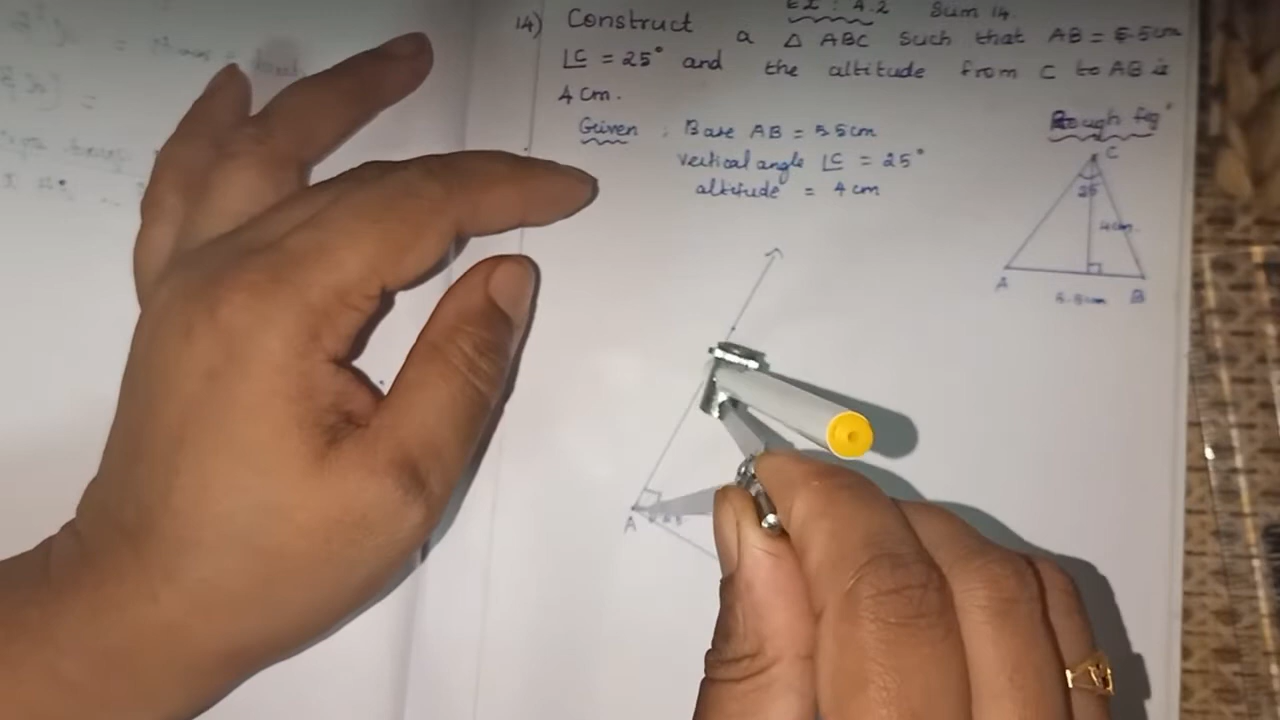 Ex : 4.2 Sum 14.
14) Construct a △ ABC such that AB = 5.5cm
∠C = 25° and the altitude from C to AB is
4 cm.
Given : Base AB = 5.5cm
vertical angle ∠C = 25°
altitude = 4 cm
Rough fig
C
25
4cm.
A
5.5cm B
A